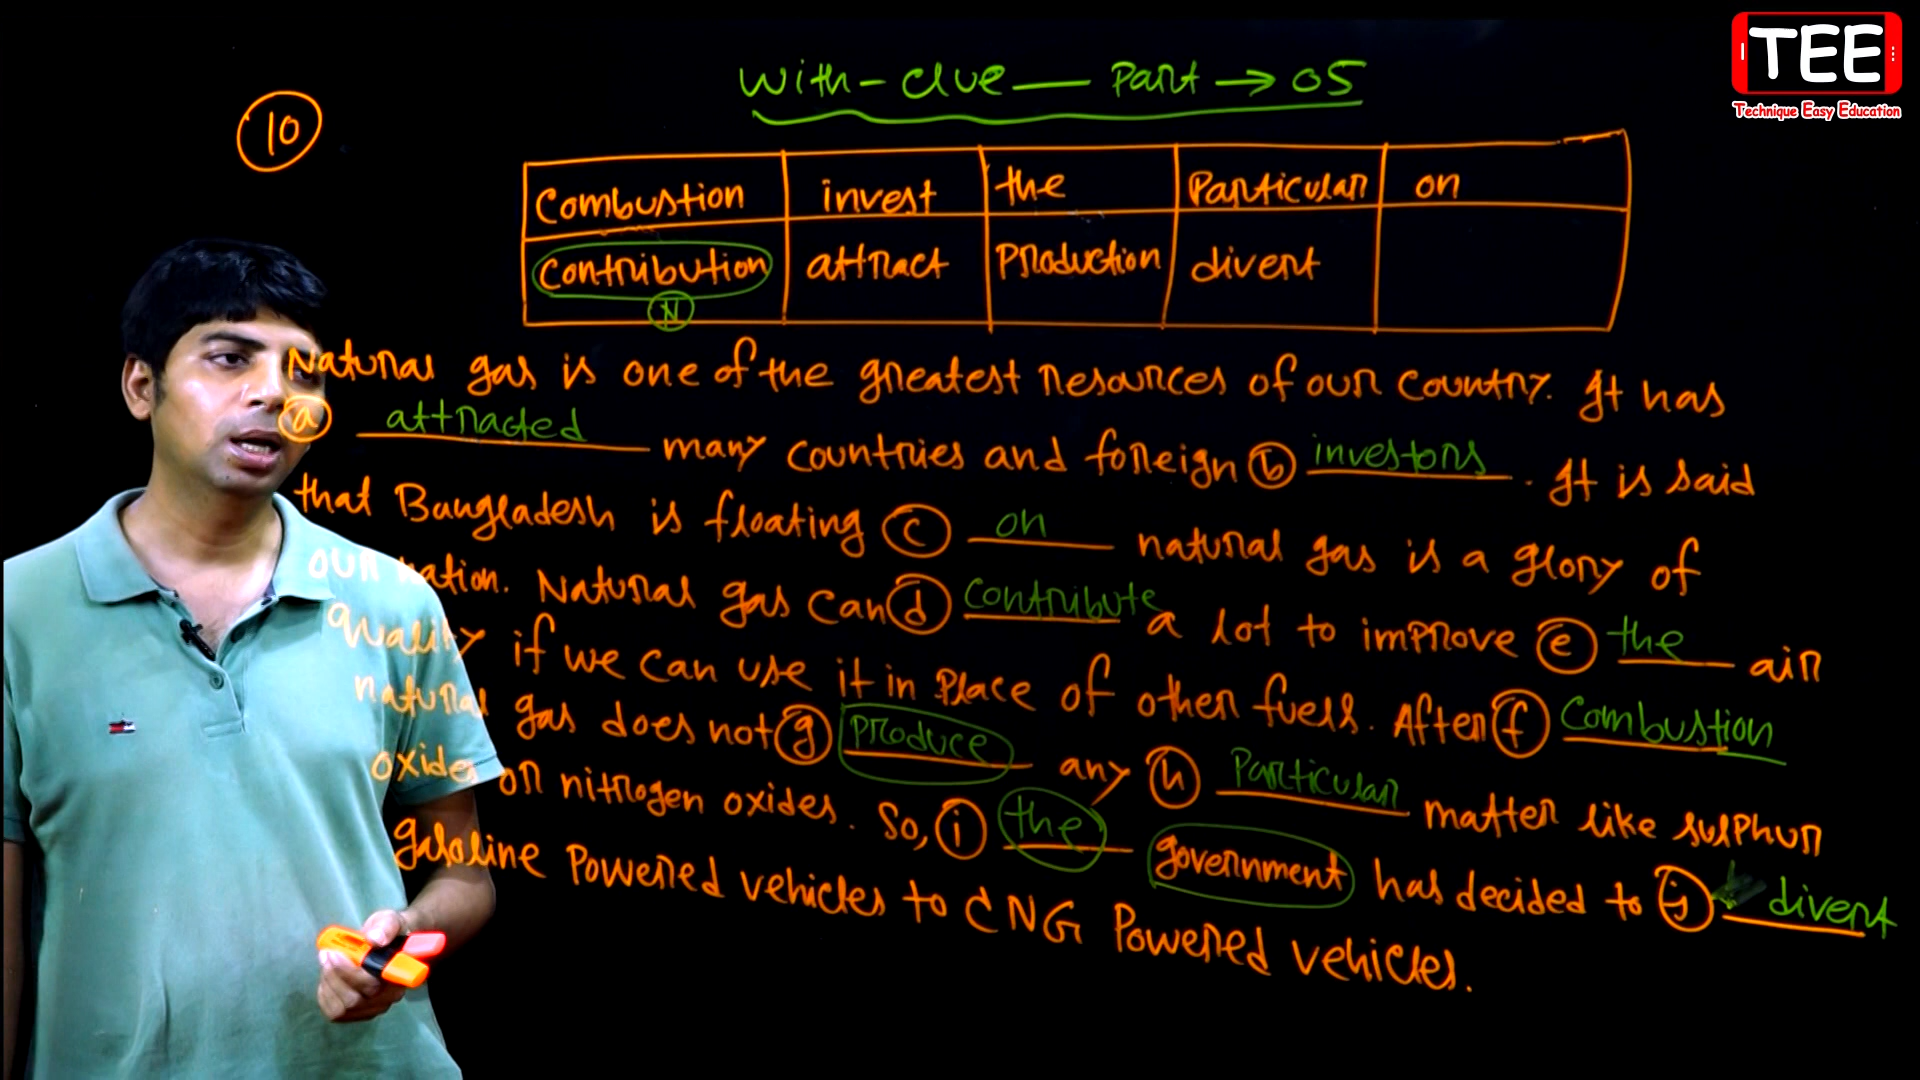 TEE
Technique Easy Education
With-clue — Part → 05
10
Combustion invest the Particular on
Contribution attract Production divert
N
Natural gas is one of the greatest resources of our country. It has
a attracted many countries and foreign b investors. It is said
that Bangladesh is floating c on natural gas is a glory of
our nation. Natural gas can d contribute a lot to improve e the air
quality if we can use it in place of other fuels. After f Combustion
natural gas does not g produce any h Particular matter like sulphur
oxides or nitrogen oxides. So, i the government has decided to j divert
gasoline Powered vehicles to CNG Powered vehicles.